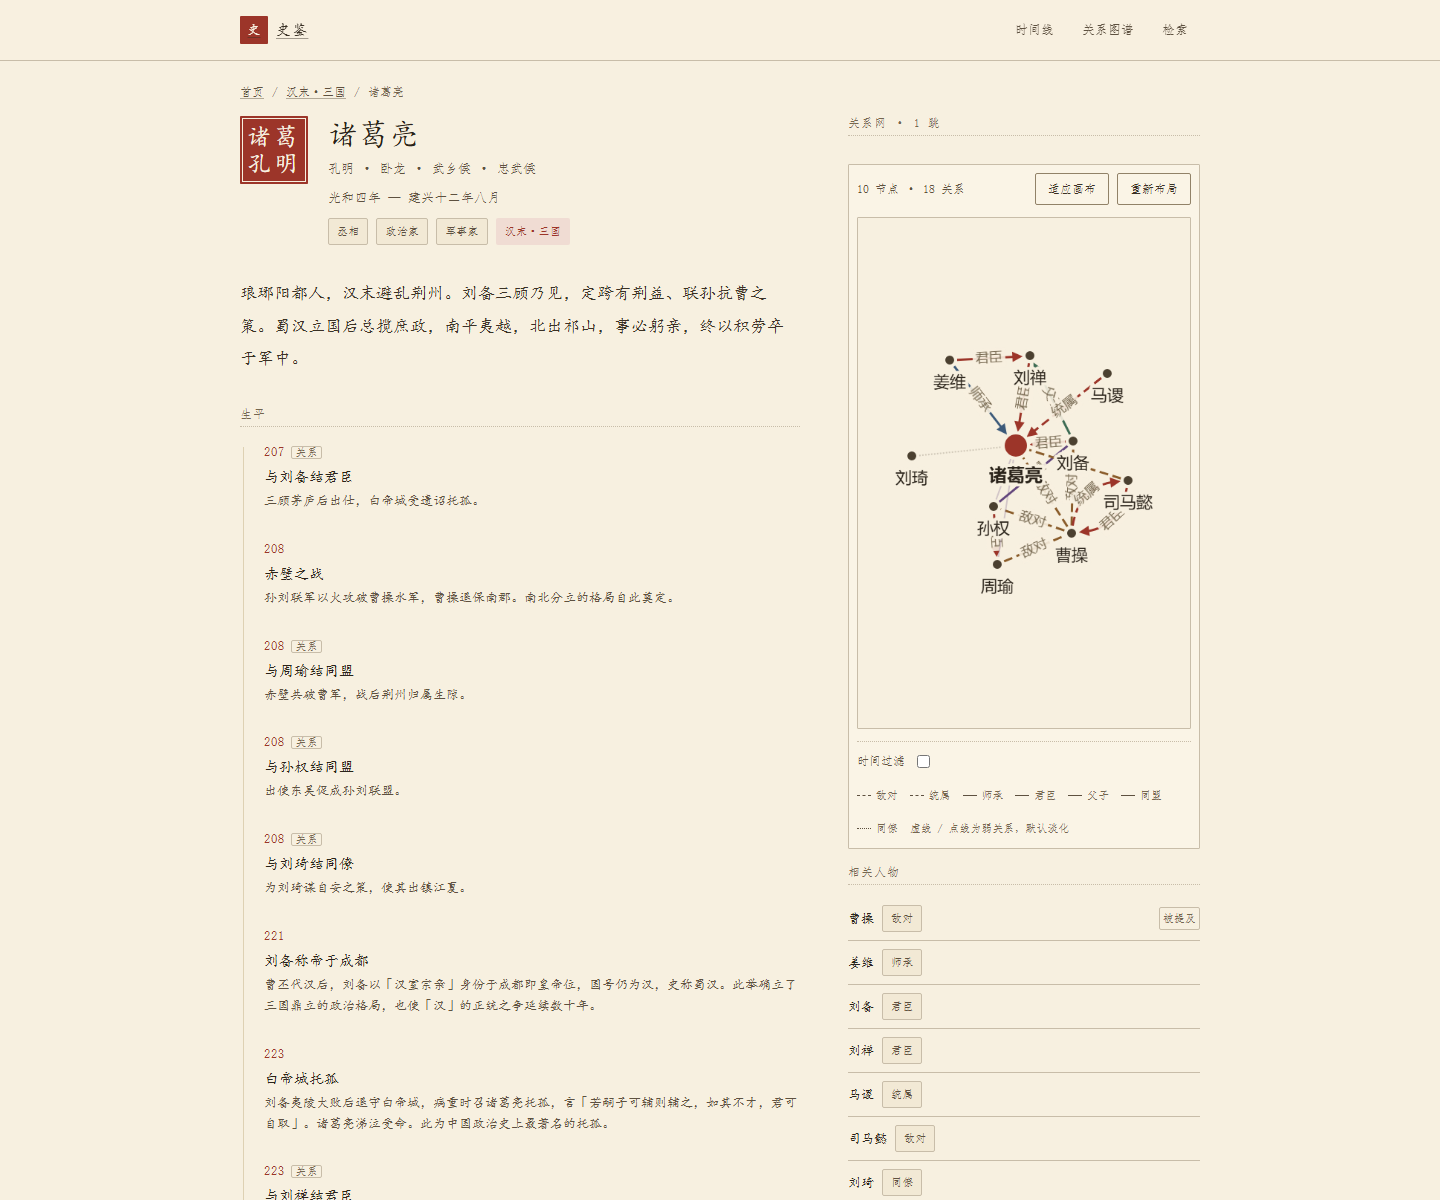 史 史鉴
时间线 关系图谱 检索
首页 / 汉末·三国 / 诸葛亮
诸葛
孔明
诸葛亮
孔明 • 卧龙 • 武乡侯 • 忠武侯
光和四年 — 建兴十二年八月
丞相 政治家 军事家 汉末·三国
琅琊阳都人，汉末避乱荆州。刘备三顾乃见，定跨有荆益、联孙抗曹之
策。蜀汉立国后总揽庶政，南平夷越，北出祁山，事必躬亲，终以积劳卒
于军中。
生平
207 关系
与刘备结君臣
三顾茅庐后出仕，白帝城受遗诏托孤。
208
赤壁之战
孙刘联军以火攻破曹操水军，曹操退保南郡。南北分立的格局自此奠定。
208 关系
与周瑜结同盟
赤壁共破曹军，战后荆州归属生隙。
208 关系
与孙权结同盟
出使东吴促成孙刘联盟。
208 关系
与刘琦结同僚
为刘琦谋自安之策，使其出镇江夏。
221
刘备称帝于成都
曹丕代汉后，刘备以「汉室宗亲」身份于成都即皇帝位，国号仍为汉，史称蜀汉。此举确立了
三国鼎立的政治格局，也使「汉」的正统之争延续数十年。
223
白帝城托孤
刘备夷陵大败后退守白帝城，病重时召诸葛亮托孤，言「若嗣子可辅则辅之，如其不才，君可
自取」。诸葛亮涕泣受命。此为中国政治史上最著名的托孤。
223 关系
与刘禅结君臣
关系网 • 1 跳
10 节点 • 18 关系
适应画布 重新布局
君臣
姜维
刘禅
马谡
师承
君臣
统属
君臣
刘琦
诸葛亮
刘备
敌对
敌对
统属
司马懿
孙权
敌对
君臣
敌对
曹操
周瑜
时间过滤
敌对 统属 师承 君臣 父子 同盟
同僚 虚线 / 点线为弱关系，默认淡化
相关人物
曹操 敌对 被提及
姜维 师承
刘备 君臣
刘禅 君臣
马谡 统属
司马懿 敌对
刘琦 同僚